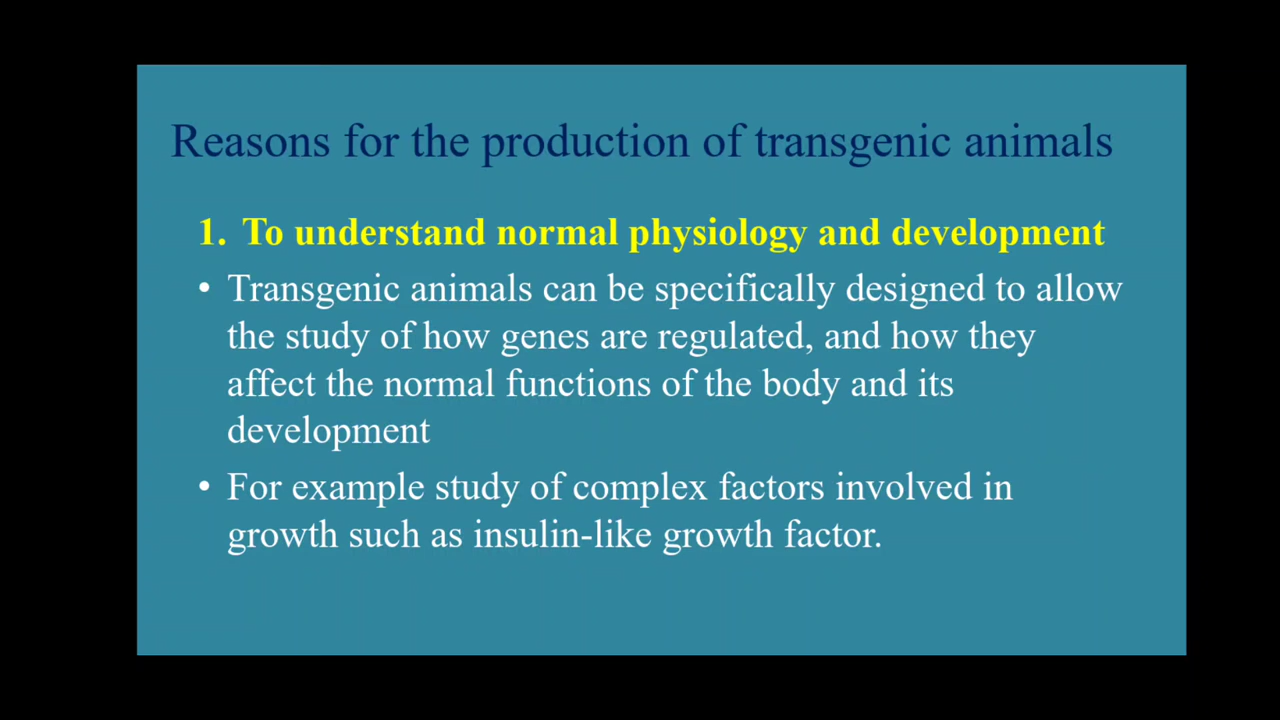 Reasons for the production of transgenic animals
1. To understand normal physiology and development
• Transgenic animals can be specifically designed to allow
the study of how genes are regulated, and how they
affect the normal functions of the body and its
development
• For example study of complex factors involved in
growth such as insulin-like growth factor.